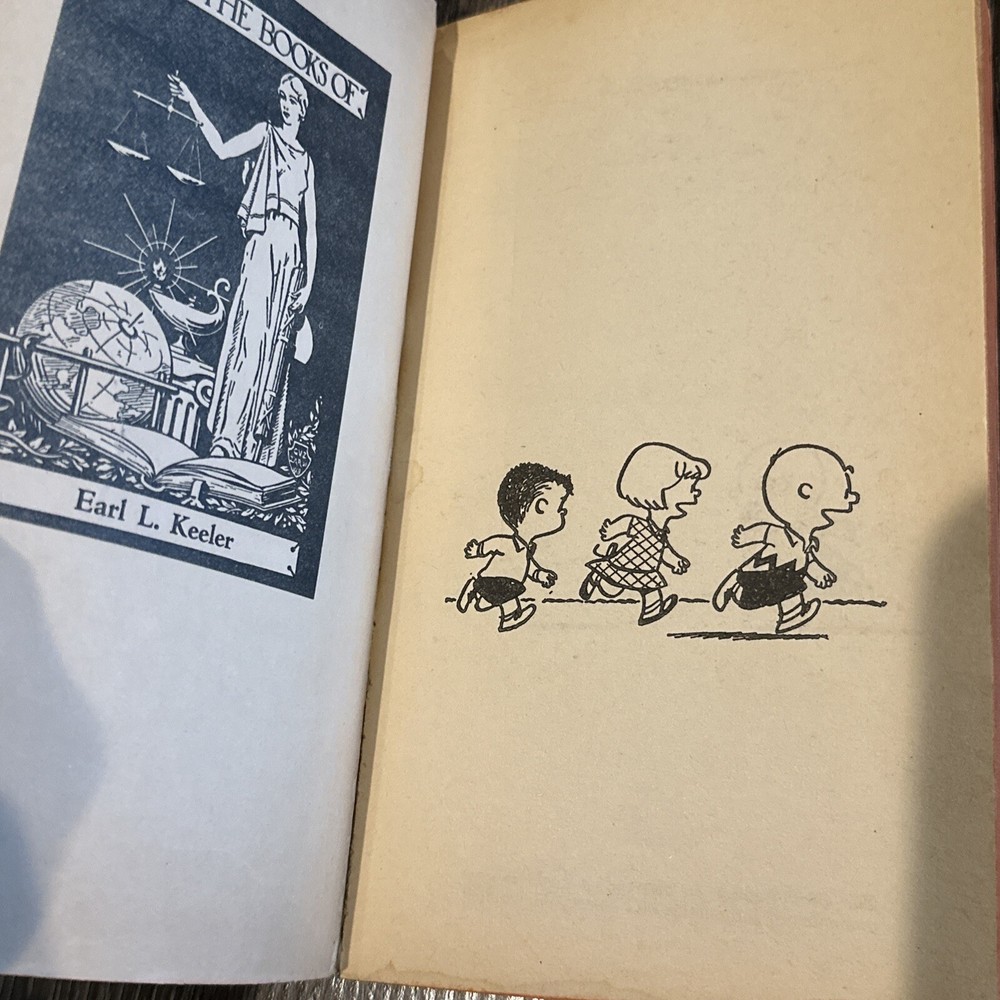 THE BOOKS OF
Earl L. Keeler